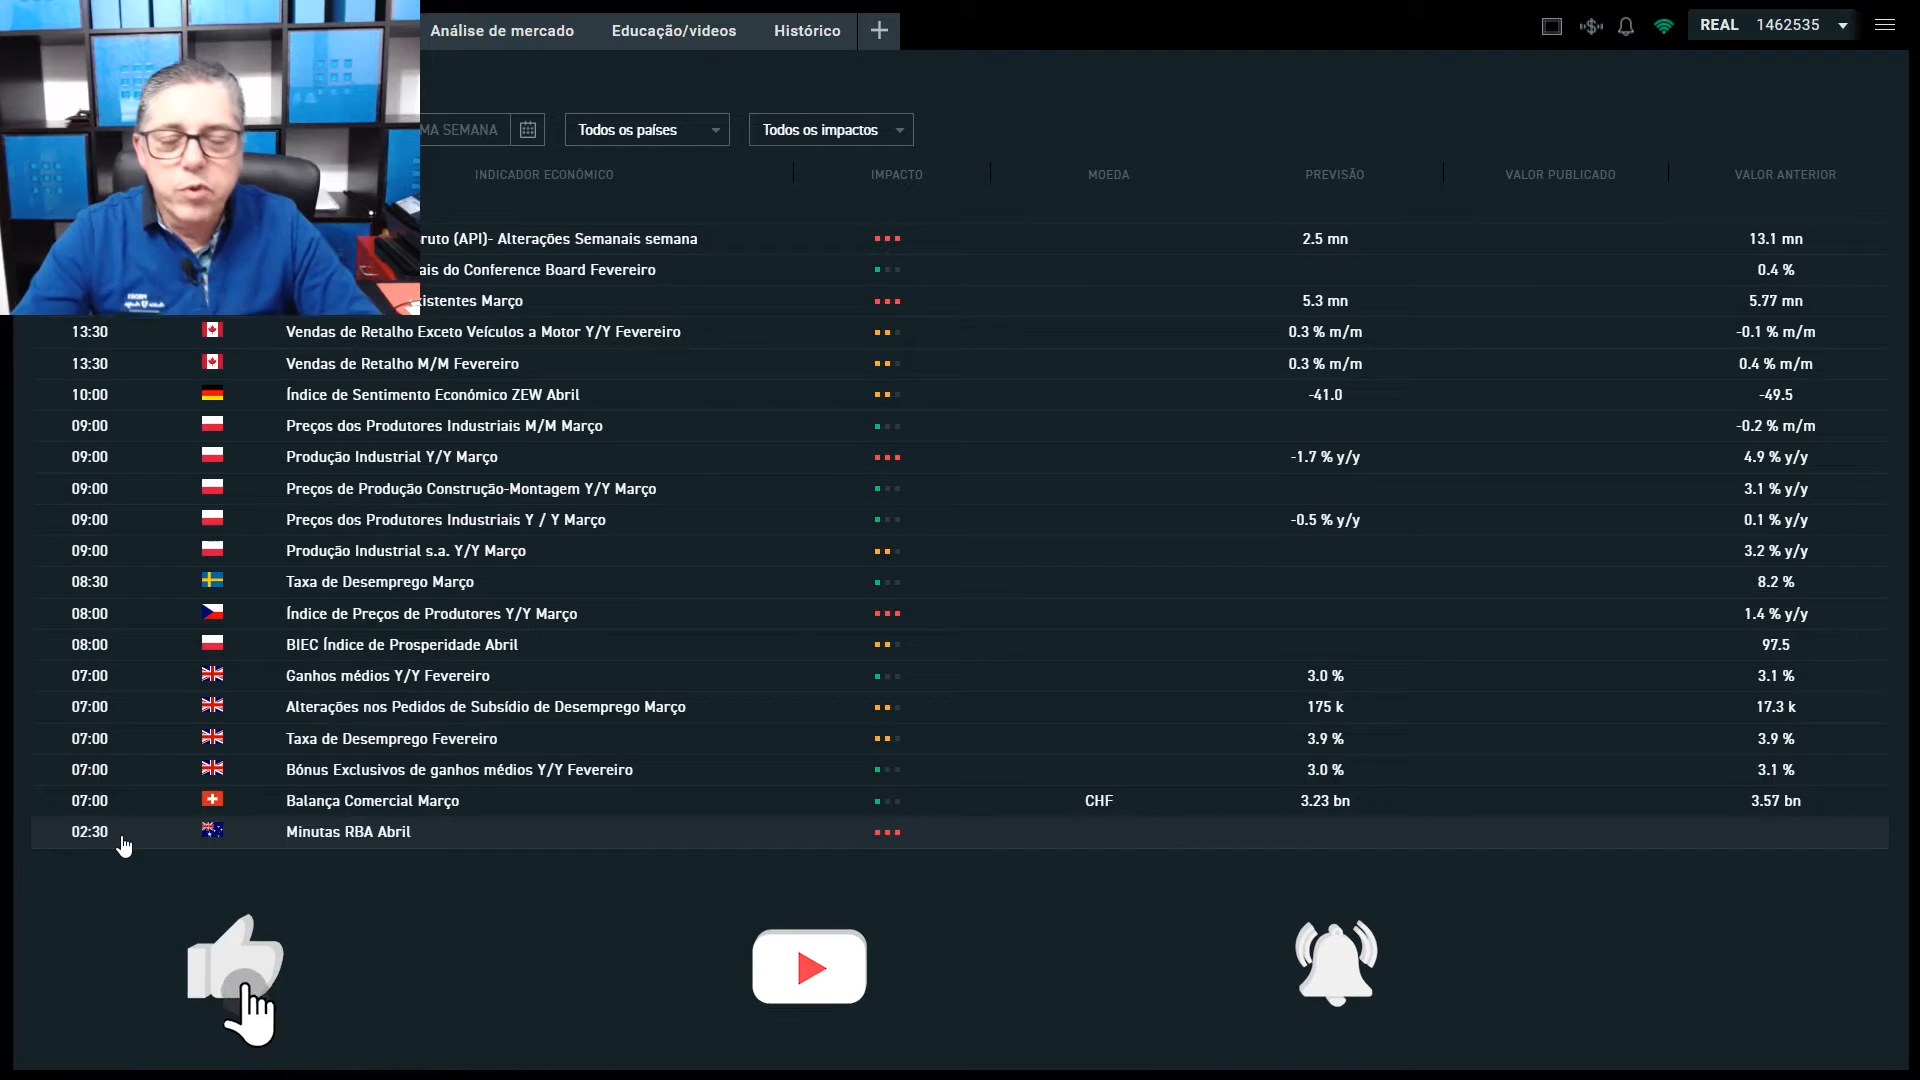 Análise de mercado Educação/videos Histórico +
REAL 1462535
MA SEMANA Todos os países Todos os impactos
INDICADOR ECONÓMICO IMPACTO MOEDA PREVISÃO VALOR PUBLICADO VALOR ANTERIOR
ruto (API)- Alterações Semanais semana 2.5 mn 13.1 mn
ais do Conference Board Fevereiro 0.4 %
istentes Março 5.3 mn 5.77 mn
13:30 Vendas de Retalho Exceto Veículos a Motor Y/Y Fevereiro 0.3 % m/m -0.1 % m/m
13:30 Vendas de Retalho M/M Fevereiro 0.3 % m/m 0.4 % m/m
10:00 Índice de Sentimento Económico ZEW Abril -41.0 -49.5
09:00 Preços dos Produtores Industriais M/M Março -0.2 % m/m
09:00 Produção Industrial Y/Y Março -1.7 % y/y 4.9 % y/y
09:00 Preços de Produção Construção-Montagem Y/Y Março 3.1 % y/y
09:00 Preços dos Produtores Industriais Y / Y Março -0.5 % y/y 0.1 % y/y
09:00 Produção Industrial s.a. Y/Y Março 3.2 % y/y
08:30 Taxa de Desemprego Março 8.2 %
08:00 Índice de Preços de Produtores Y/Y Março 1.4 % y/y
08:00 BIEC Índice de Prosperidade Abril 97.5
07:00 Ganhos médios Y/Y Fevereiro 3.0 % 3.1 %
07:00 Alterações nos Pedidos de Subsídio de Desemprego Março 175 k 17.3 k
07:00 Taxa de Desemprego Fevereiro 3.9 % 3.9 %
07:00 Bónus Exclusivos de ganhos médios Y/Y Fevereiro 3.0 % 3.1 %
07:00 Balança Comercial Março CHF 3.23 bn 3.57 bn
02:30 Minutas RBA Abril